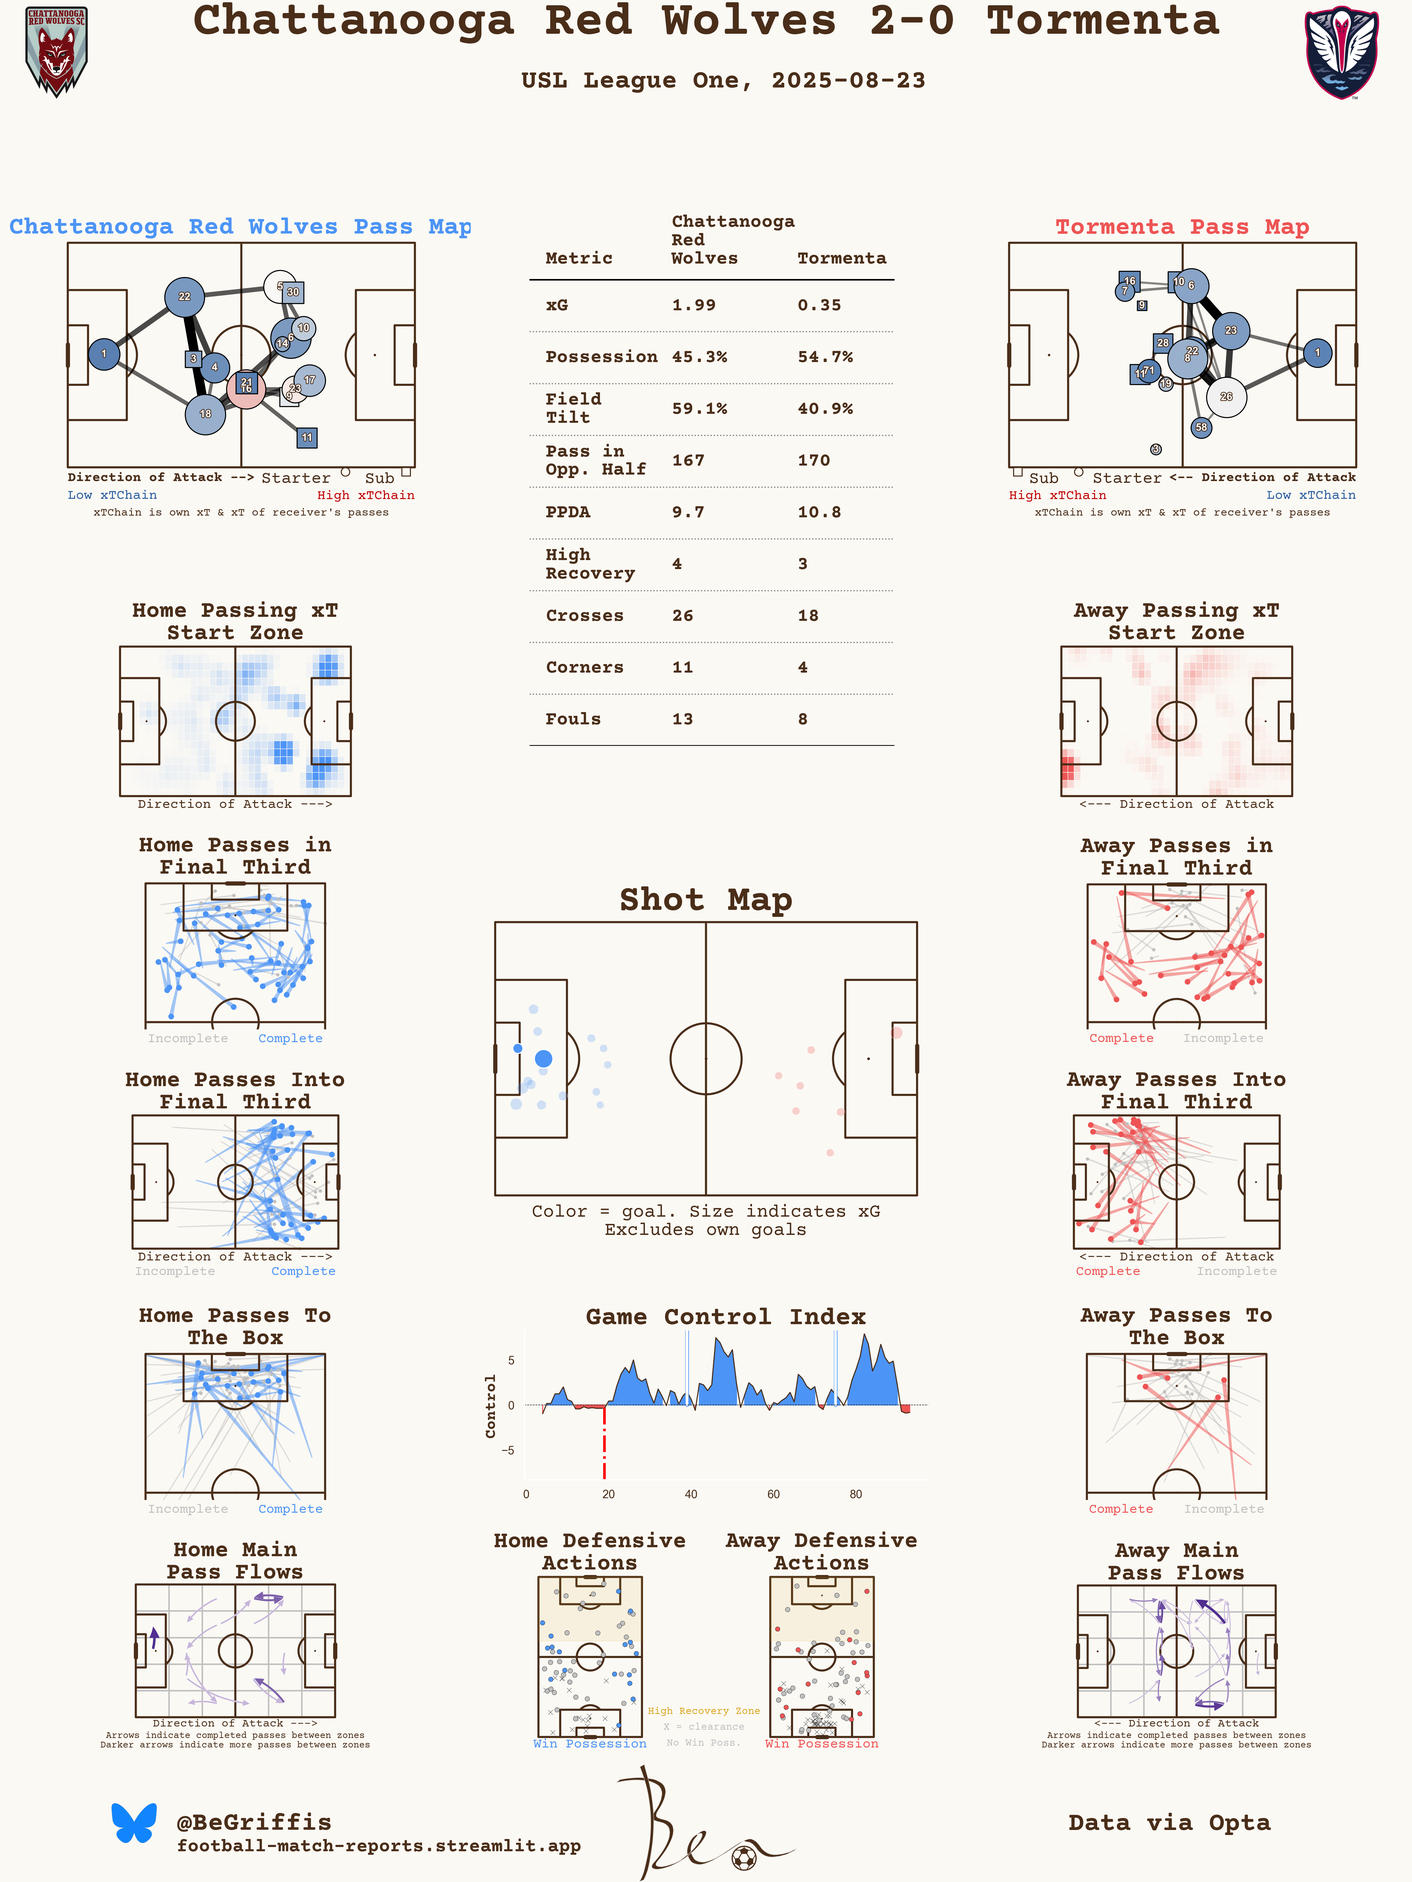 Chattanooga Red Wolves 2-0 Tormenta
CHATTANOOGA
RED WOLVES SC
USL League One, 2025-08-23
Chattanooga Red Wolves Pass Map
22
5
30
10
6
14
1
3
4
21
16
17
23
9
18
11
Direction of Attack --> Starter Sub
Low xTChain High xTChain
xTChain is own xT & xT of receiver's passes
Metric Chattanooga Red Wolves Tormenta
xG 1.99 0.35
Possession 45.3% 54.7%
Field Tilt 59.1% 40.9%
Pass in Opp. Half 167 170
PPDA 9.7 10.8
High Recovery 4 3
Crosses 26 18
Corners 11 4
Fouls 13 8
Tormenta Pass Map
16
10
6
7
9
23
28
22
8
1
11
71
19
26
58
3
Sub Starter <-- Direction of Attack
High xTChain Low xTChain
xTChain is own xT & xT of receiver's passes
Home Passing xT
Start Zone
Direction of Attack --->
Away Passing xT
Start Zone
<--- Direction of Attack
Home Passes in
Final Third
Incomplete Complete
Away Passes in
Final Third
Complete Incomplete
Shot Map
Color = goal. Size indicates xG
Excludes own goals
Home Passes Into
Final Third
Direction of Attack --->
Incomplete Complete
Away Passes Into
Final Third
<--- Direction of Attack
Complete Incomplete
Home Passes To
The Box
Incomplete Complete
Game Control Index
Control
5
0
−5
0 20 40 60 80
Away Passes To
The Box
Complete Incomplete
Home Main
Pass Flows
Direction of Attack --->
Arrows indicate completed passes between zones
Darker arrows indicate more passes between zones
Home Defensive
Actions
Win Possession
High Recovery Zone
X = clearance
No Win Poss.
Away Defensive
Actions
Win Possession
Away Main
Pass Flows
<--- Direction of Attack
Arrows indicate completed passes between zones
Darker arrows indicate more passes between zones
@BeGriffis
football-match-reports.streamlit.app
Ben
Data via Opta